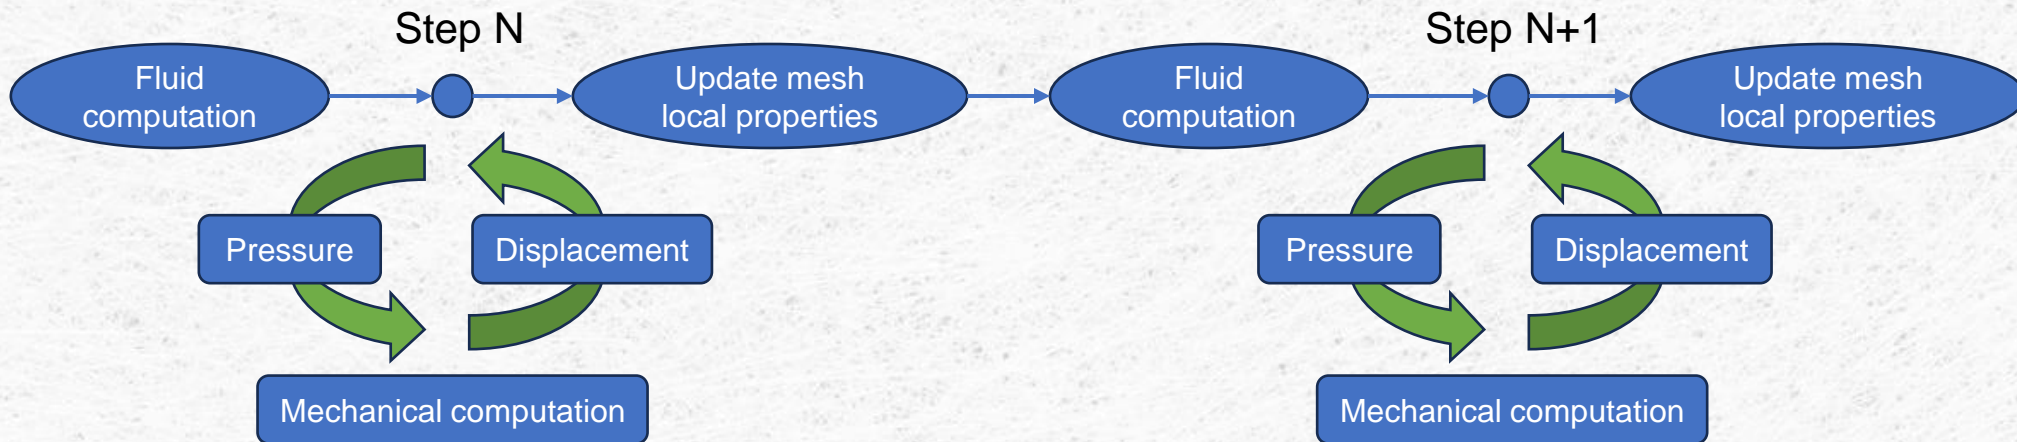 Step N
Fluid
computation
Update mesh
local properties
Pressure
Displacement
Mechanical computation
Step N+1
Fluid
computation
Update mesh
local properties
Pressure
Displacement
Mechanical computation